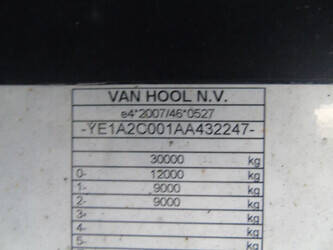 VAN HOOL N.V.
e4*2007/46*0527
-YE1A2C001AA432247-
*
30000 kg
0- 12000 kg
1- 9000 kg
2- 9000 kg
3- kg
4- kg
5-